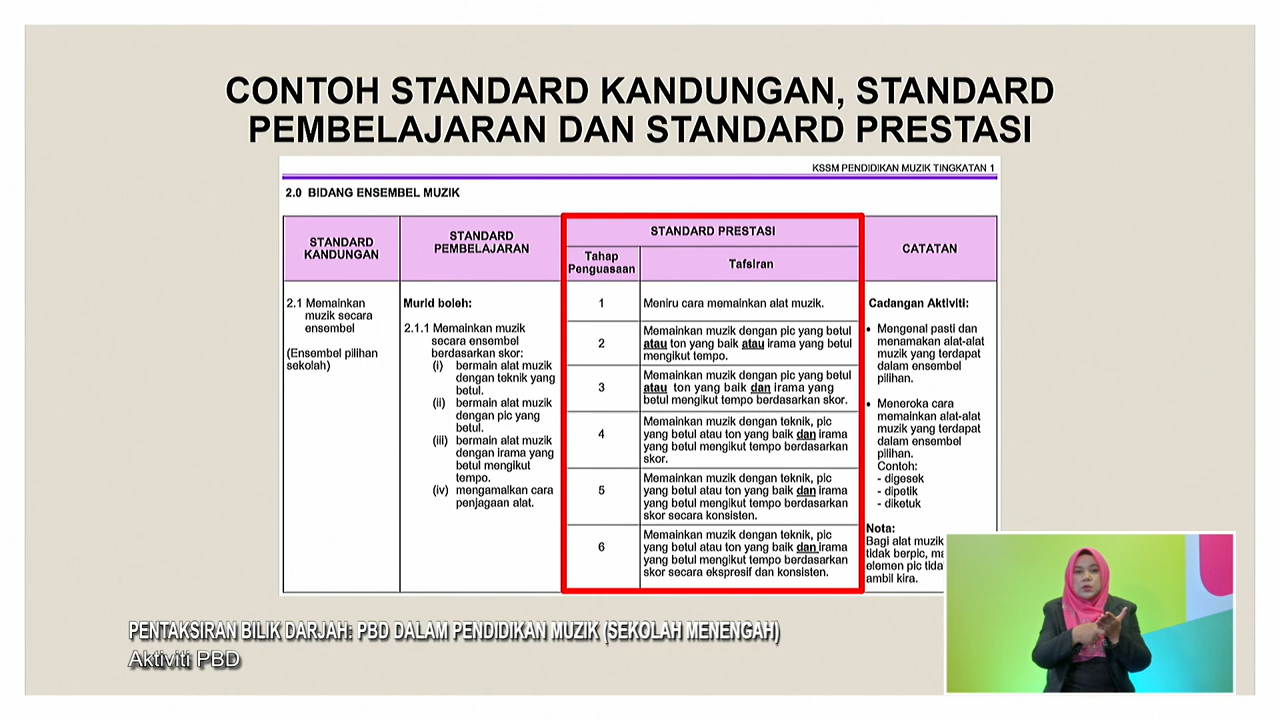 CONTOH STANDARD KANDUNGAN, STANDARD
PEMBELAJARAN DAN STANDARD PRESTASI
KSSM PENDIDIKAN MUZIK TINGKATAN 1
2.0 BIDANG ENSEMBEL MUZIK
STANDARD
KANDUNGAN
STANDARD
PEMBELAJARAN
STANDARD PRESTASI
Tahap
Penguasaan
Tafsiran
CATATAN
2.1 Memainkan
muzik secara
ensembel
(Ensembel pilihan
sekolah)
Murid boleh:
2.1.1 Memainkan muzik
secara ensembel
berdasarkan skor:
(i) bermain alat muzik
dengan teknik yang
betul.
(ii) bermain alat muzik
dengan pic yang
betul.
(iii) bermain alat muzik
dengan irama yang
betul mengikut
tempo.
(iv) mengamalkan cara
penjagaan alat.
1
Meniru cara memainkan alat muzik.
2
Memainkan muzik dengan pic yang betul
atau ton yang baik atau irama yang betul
mengikut tempo.
3
Memainkan muzik dengan pic yang betul
atau ton yang baik dan irama yang
betul mengikut tempo berdasarkan skor.
4
Memainkan muzik dengan teknik, pic
yang betul atau ton yang baik dan irama
yang betul mengikut tempo berdasarkan
skor.
5
Memainkan muzik dengan teknik, pic
yang betul atau ton yang baik dan irama
yang betul mengikut tempo berdasarkan
skor secara konsisten.
6
Memainkan muzik dengan teknik, pic
yang betul atau ton yang baik dan irama
yang betul mengikut tempo berdasarkan
skor secara ekspresif dan konsisten.
Cadangan Aktiviti:
• Mengenal pasti dan
menamakan alat-alat
muzik yang terdapat
dalam ensembel
pilihan.
• Meneroka cara
memainkan alat-alat
muzik yang terdapat
dalam ensembel
pilihan.
Contoh:
- digesek
- dipetik
- diketuk
Nota:
Bagi alat muzik
tidak berpic,
elemen pic
ambil kira.
PENTAKSIRAN BILIK DARJAH: PBD DALAM PENDIDIKAN MUZIK (SEKOLAH MENENGAH)
Aktiviti PBD